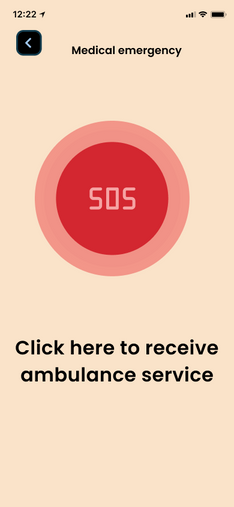 12:22
Medical emergency
SOS
Click here to receive
ambulance service